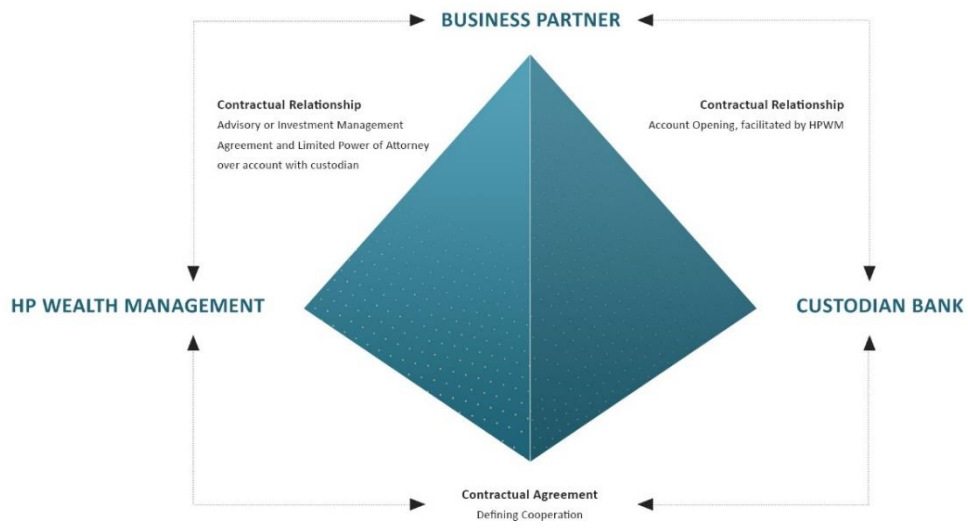 BUSINESS PARTNER
Contractual Relationship
Advisory or Investment Management
Agreement and Limited Power of Attorney
over account with custodian
Contractual Relationship
Account Opening, facilitated by HPWM
HP WEALTH MANAGEMENT
CUSTODIAN BANK
Contractual Agreement
Defining Cooperation